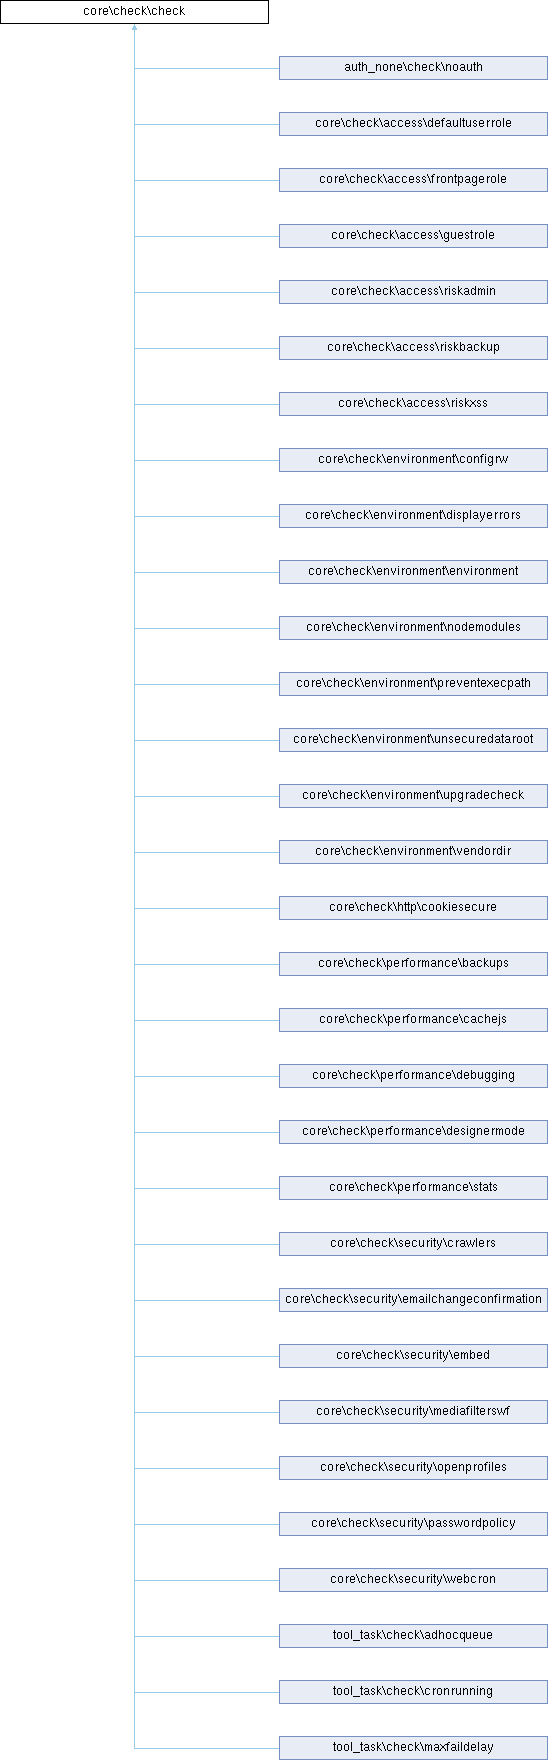 core\check\check
auth_none\check\noauth
core\check\access\defaultuserrole
core\check\access\frontpagerole
core\check\access\guestrole
core\check\access\riskadmin
core\check\access\riskbackup
core\check\access\riskxss
core\check\environment\configrw
core\check\environment\displayerrors
core\check\environment\environment
core\check\environment\nodemodules
core\check\environment\preventexecpath
core\check\environment\unsecuredataroot
core\check\environment\upgradecheck
core\check\environment\vendordir
core\check\http\cookiesecure
core\check\performance\backups
core\check\performance\cachejs
core\check\performance\debugging
core\check\performance\designermode
core\check\performance\stats
core\check\security\crawlers
core\check\security\emailchangeconfirmation
core\check\security\embed
core\check\security\mediafilterswf
core\check\security\openprofiles
core\check\security\passwordpolicy
core\check\security\webcron
tool_task\check\adhocqueue
tool_task\check\cronrunning
tool_task\check\maxfaildelay